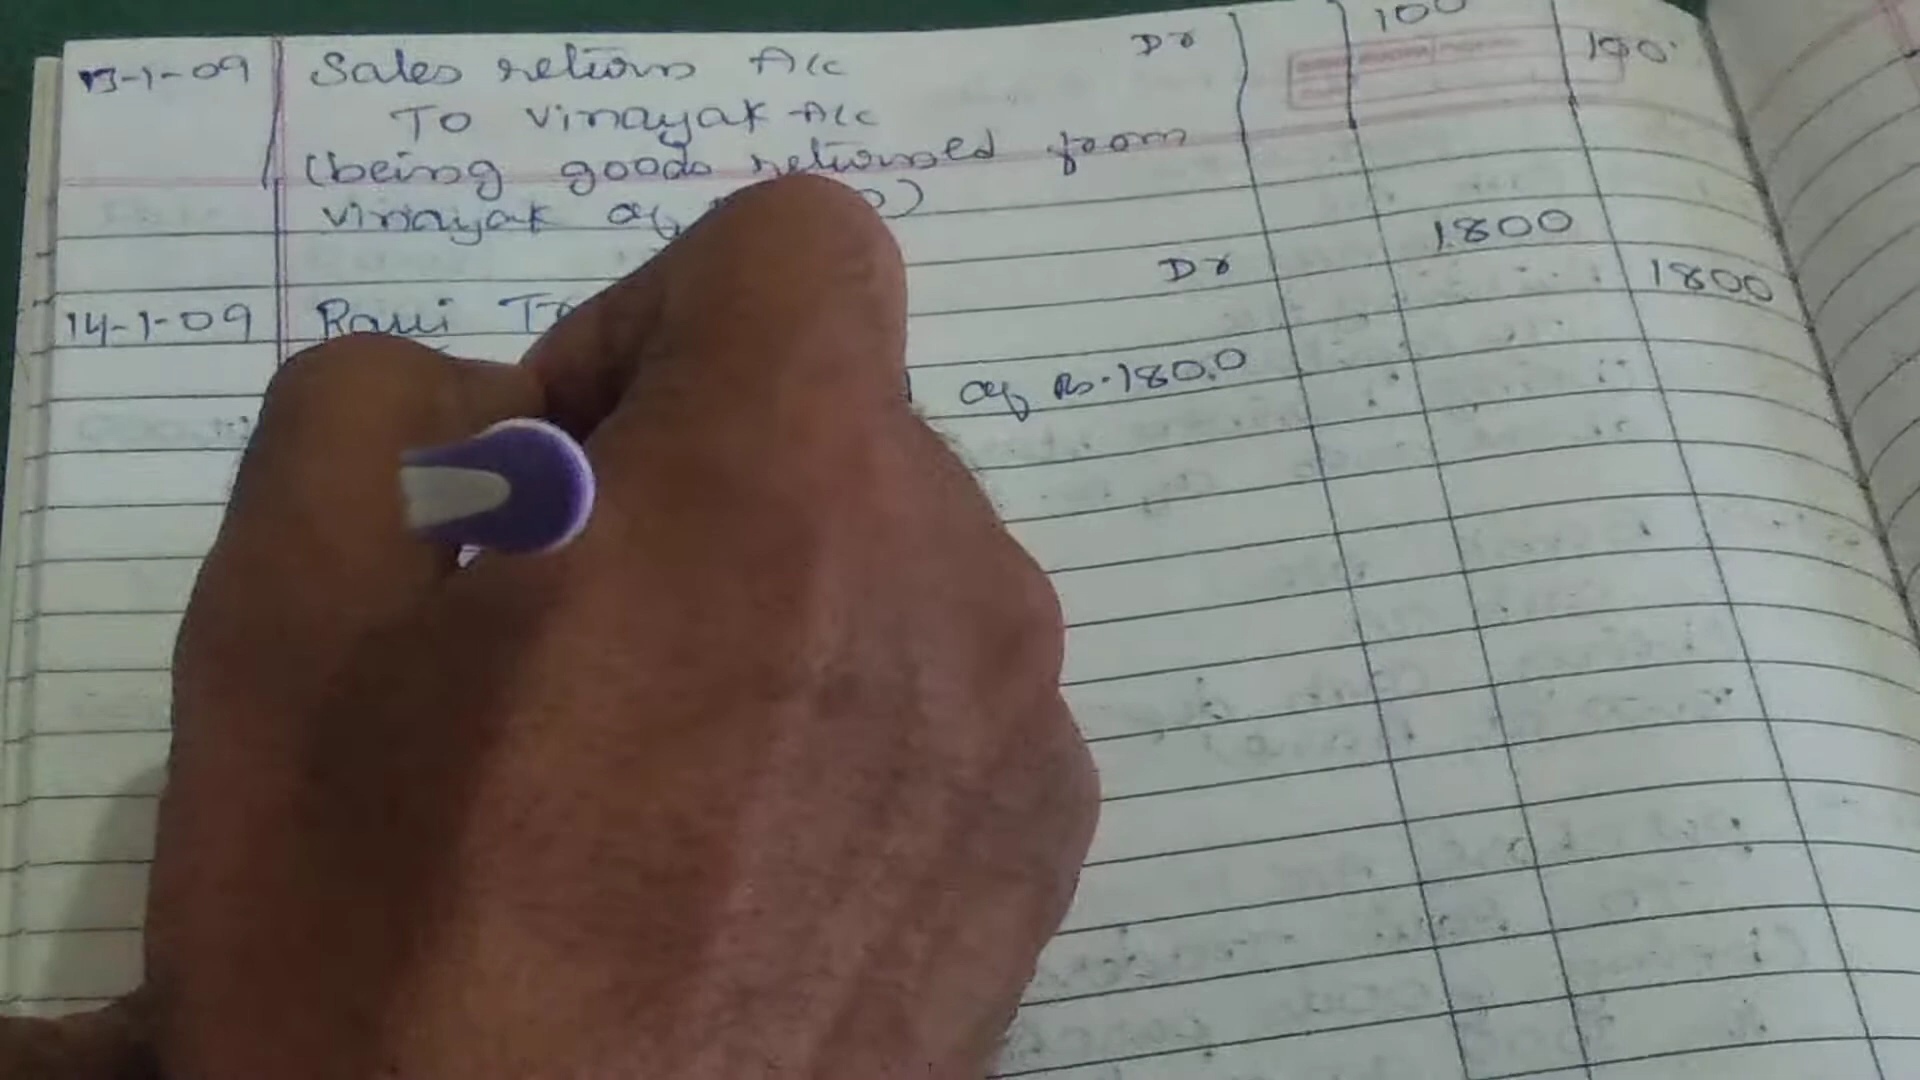 13-1-09 Sales return A/c Dr 100
To Vinayak A/c 100
(being goods returned from
vinayak of
14-1-09 Ravi Dr 1800
1800
of Rs. 1800